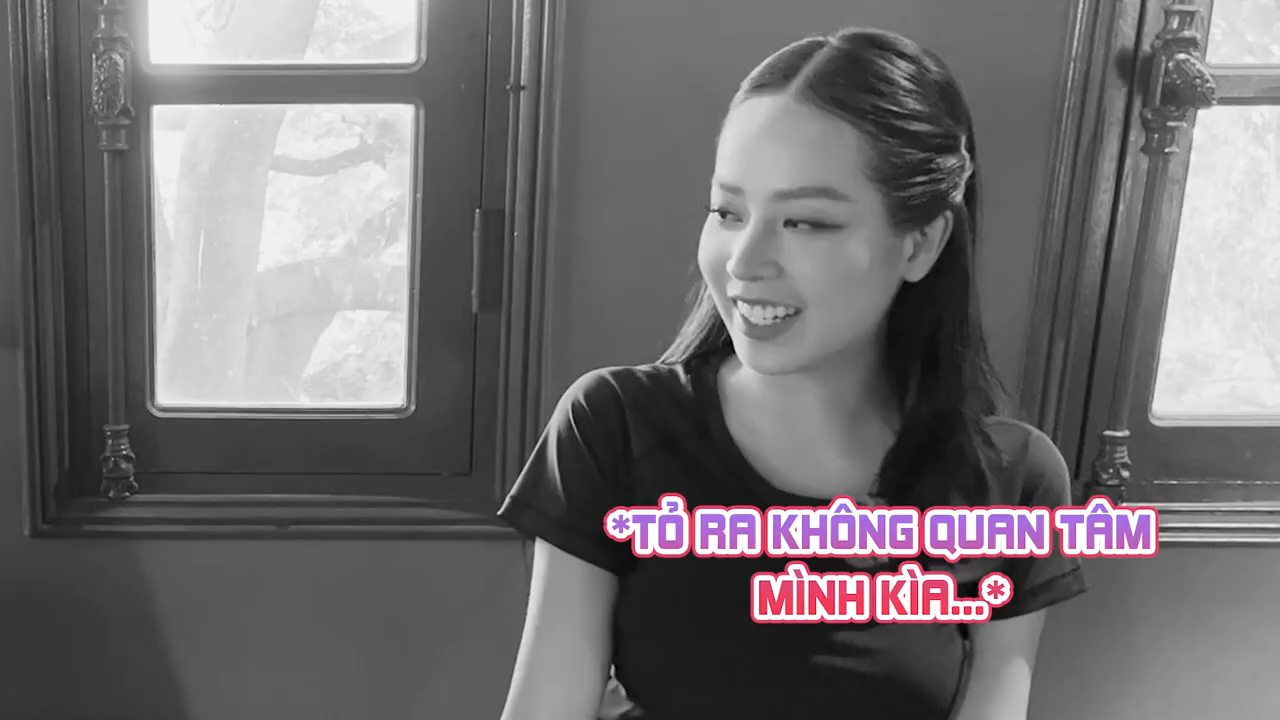 *TỎ RA KHÔNG QUAN TÂM
MÌNH KÌA...*